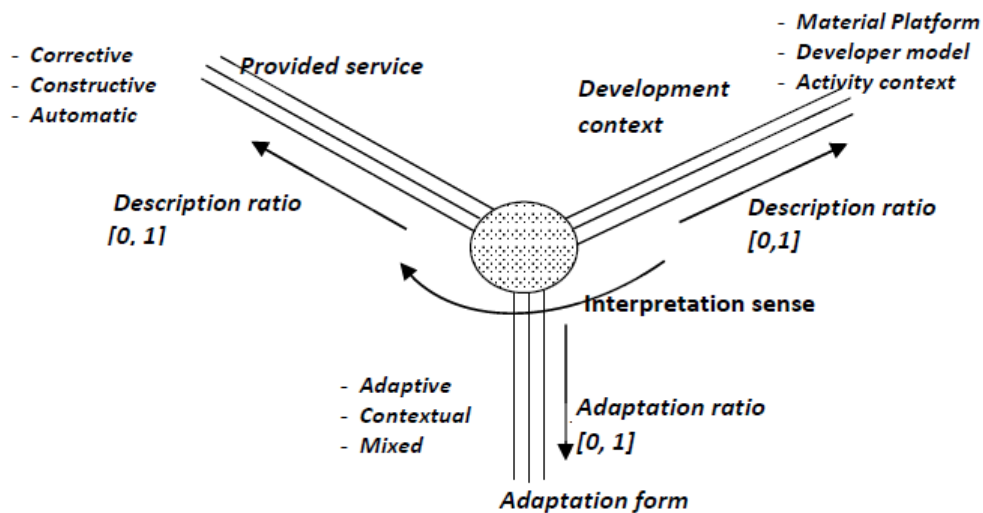 - Corrective
- Constructive
- Automatic
Provided service
Development
context
- Material Platform
- Developer model
- Activity context
Description ratio
[0, 1]
Description ratio
[0,1]
Interpretation sense
- Adaptive
- Contextual
- Mixed
Adaptation ratio
[0, 1]
Adaptation form